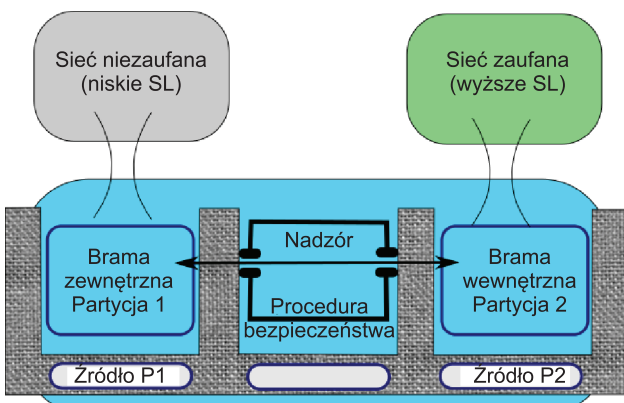 Sieć niezaufana
(niskie SL)
Sieć zaufana
(wyższe SL)
Brama
zewnętrzna
Partycja 1
Nadzór
Procedura
bezpieczeństwa
Brama
wewnętrzna
Partycja 2
Źródło P1
Źródło P2